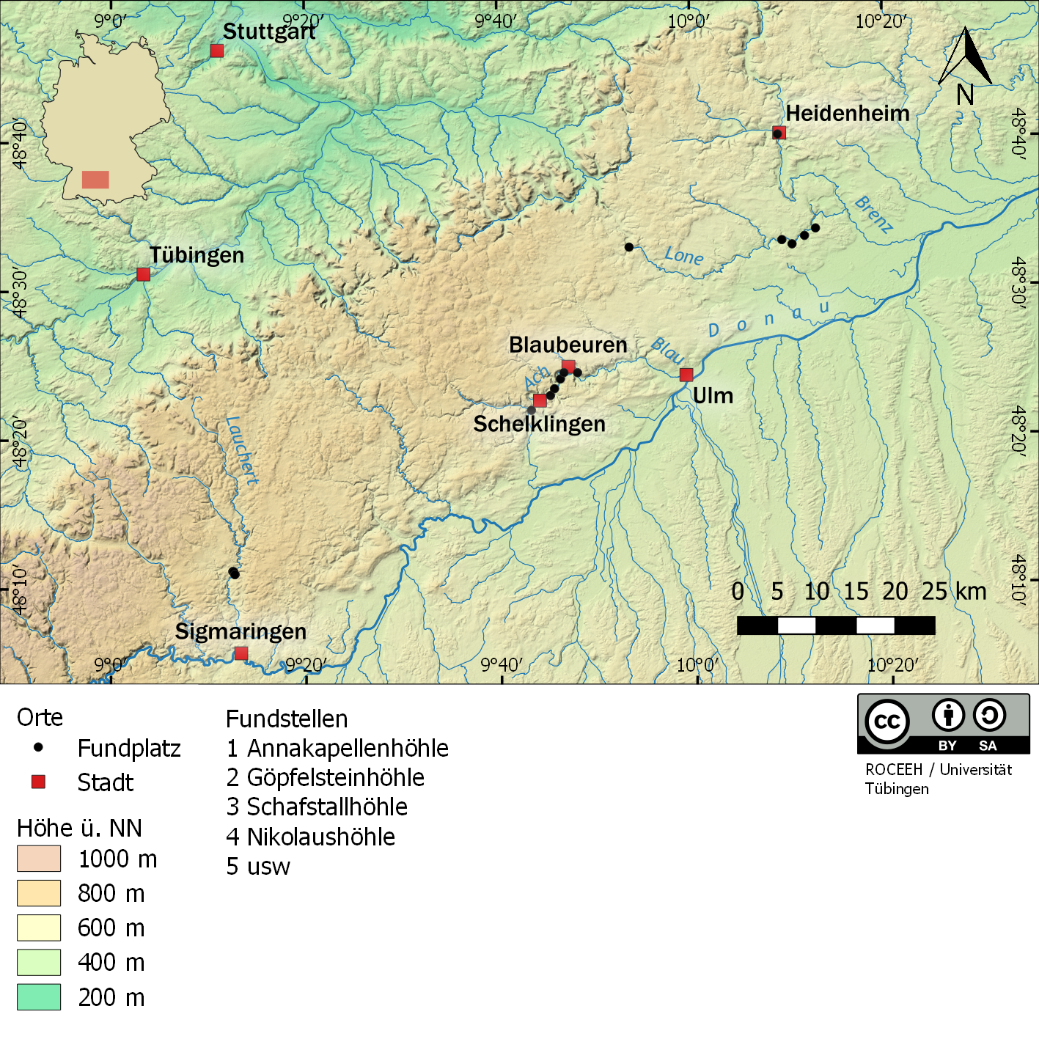 9°0′ 9°20′ 9°40′ 10°0′ 10°20′
Stuttgart
N
Heidenheim
48°40′ 48°40′
Brenz
Tübingen
Lone
48°30′ 48°30′
Donau
Blaubeuren
Blau
Ach
Ulm
Schelklingen
Lauchert
48°20′ 48°20′
48°10′ 48°10′
0 5 10 15 20 25 km
Sigmaringen
9°0′ 9°20′ 9°40′ 10°0′ 10°20′
Orte
Fundplatz
Stadt
Höhe ü. NN
1000 m
800 m
600 m
400 m
200 m
Fundstellen
1 Annakapellenhöhle
2 Göpfelsteinhöhle
3 Schafstallhöhle
4 Nikolaushöhle
5 usw
cc
BY SA
ROCEEH / Universität
Tübingen